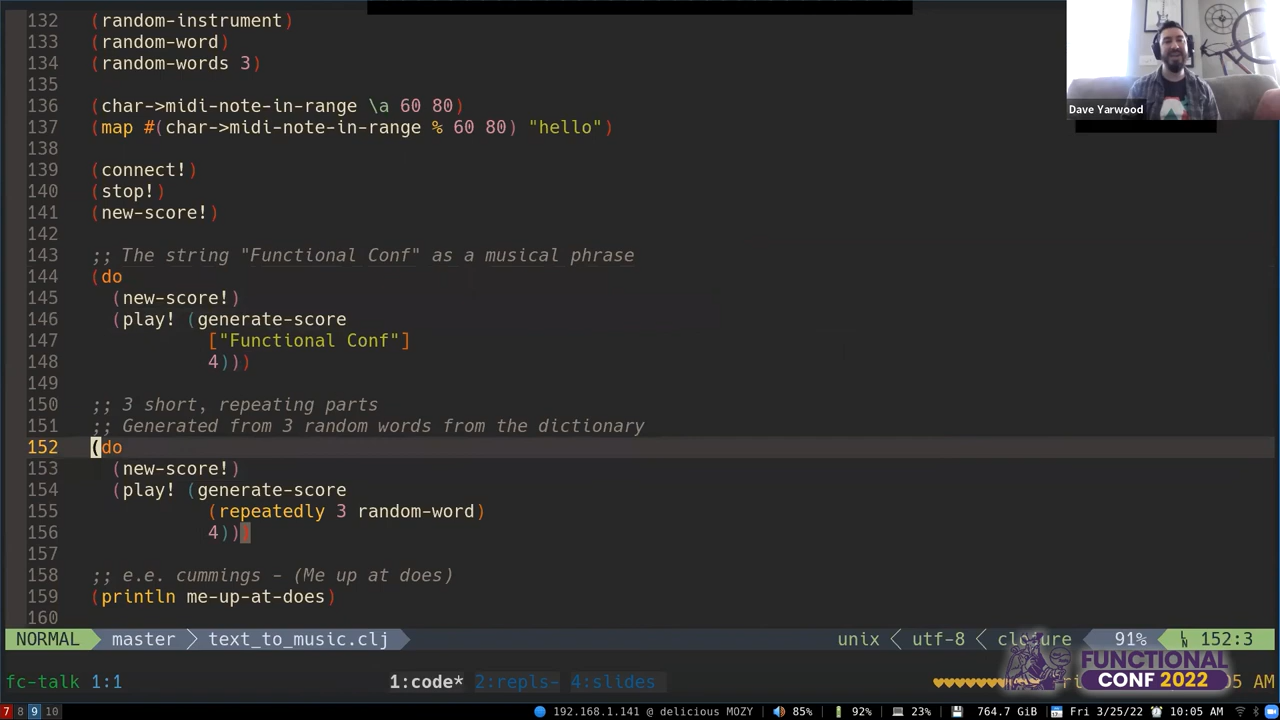 132 (random-instrument)
133 (random-word)
134 (random-words 3)
135
136 (char->midi-note-in-range \a 60 80)
137 (map #(char->midi-note-in-range % 60 80) "hello")
138
139 (connect!)
140 (stop!)
141 (new-score!)
142
143 ;; The string "Functional Conf" as a musical phrase
144 (do
145 (new-score!)
146 (play! (generate-score
147 ["Functional Conf"]
148 4)))
149
150 ;; 3 short, repeating parts
151 ;; Generated from 3 random words from the dictionary
152 (do
153 (new-score!)
154 (play! (generate-score
155 (repeatedly 3 random-word)
156 4)))
157
158 ;; e.e. cummings - (Me up at does)
159 (println me-up-at-does)
160
NORMAL master text_to_music.clj unix utf-8 clojure 91% 152:3
fc-talk 1:1 1:code* 2:repls- 4:slides AM
7 8 9 10 192.168.1.141 @ delicious MOZY 85% 92% 23% 764.7 GiB Fri 3/25/22 10:05 AM
Dave Yarwood
FUNCTIONAL
CONF 2022